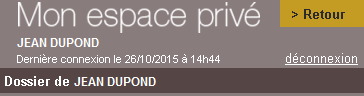 Mon espace privé
> Retour
JEAN DUPOND
Dernière connexion le 26/10/2015 à 14h44
déconnexion
Dossier de JEAN DUPOND